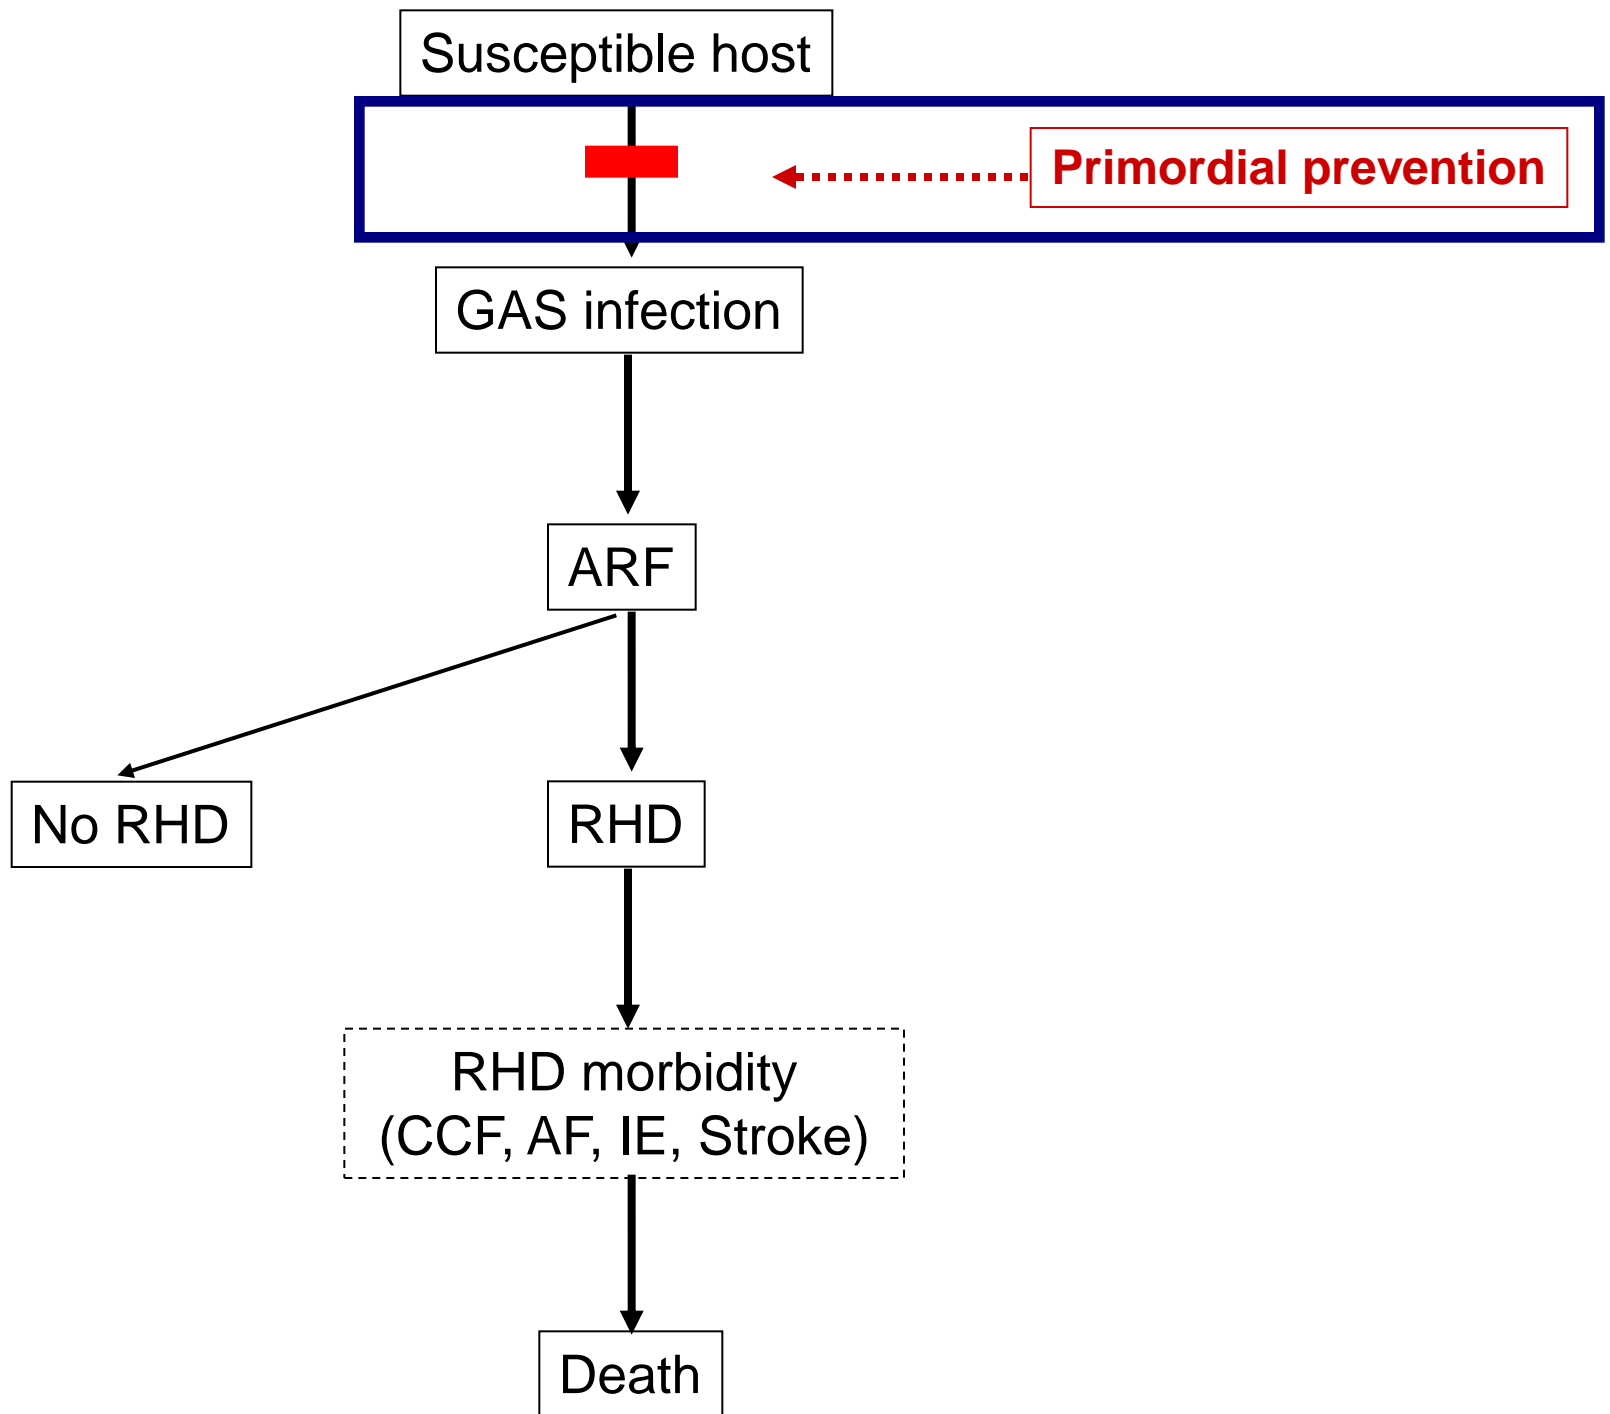 Susceptible host
Primordial prevention
GAS infection
ARF
No RHD
RHD
RHD morbidity
(CCF, AF, IE, Stroke)
Death